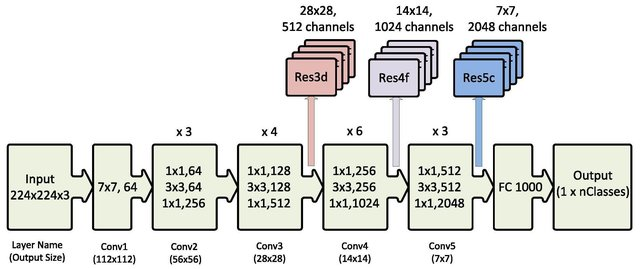 28x28,
512 channels
14x14,
1024 channels
7x7,
2048 channels
Res3d
Res4f
Res5c
x 3
x 4
x 6
x 3
Input
224x224x3
7x7, 64
1x1,64
3x3,64
1x1,256
1x1,128
3x3,128
1x1,512
1x1,256
3x3,256
1x1,1024
1x1,512
3x3,512
1x1,2048
FC 1000
Output
(1 x nClasses)
Layer Name
(Output Size)
Conv1
(112x112)
Conv2
(56x56)
Conv3
(28x28)
Conv4
(14x14)
Conv5
(7x7)